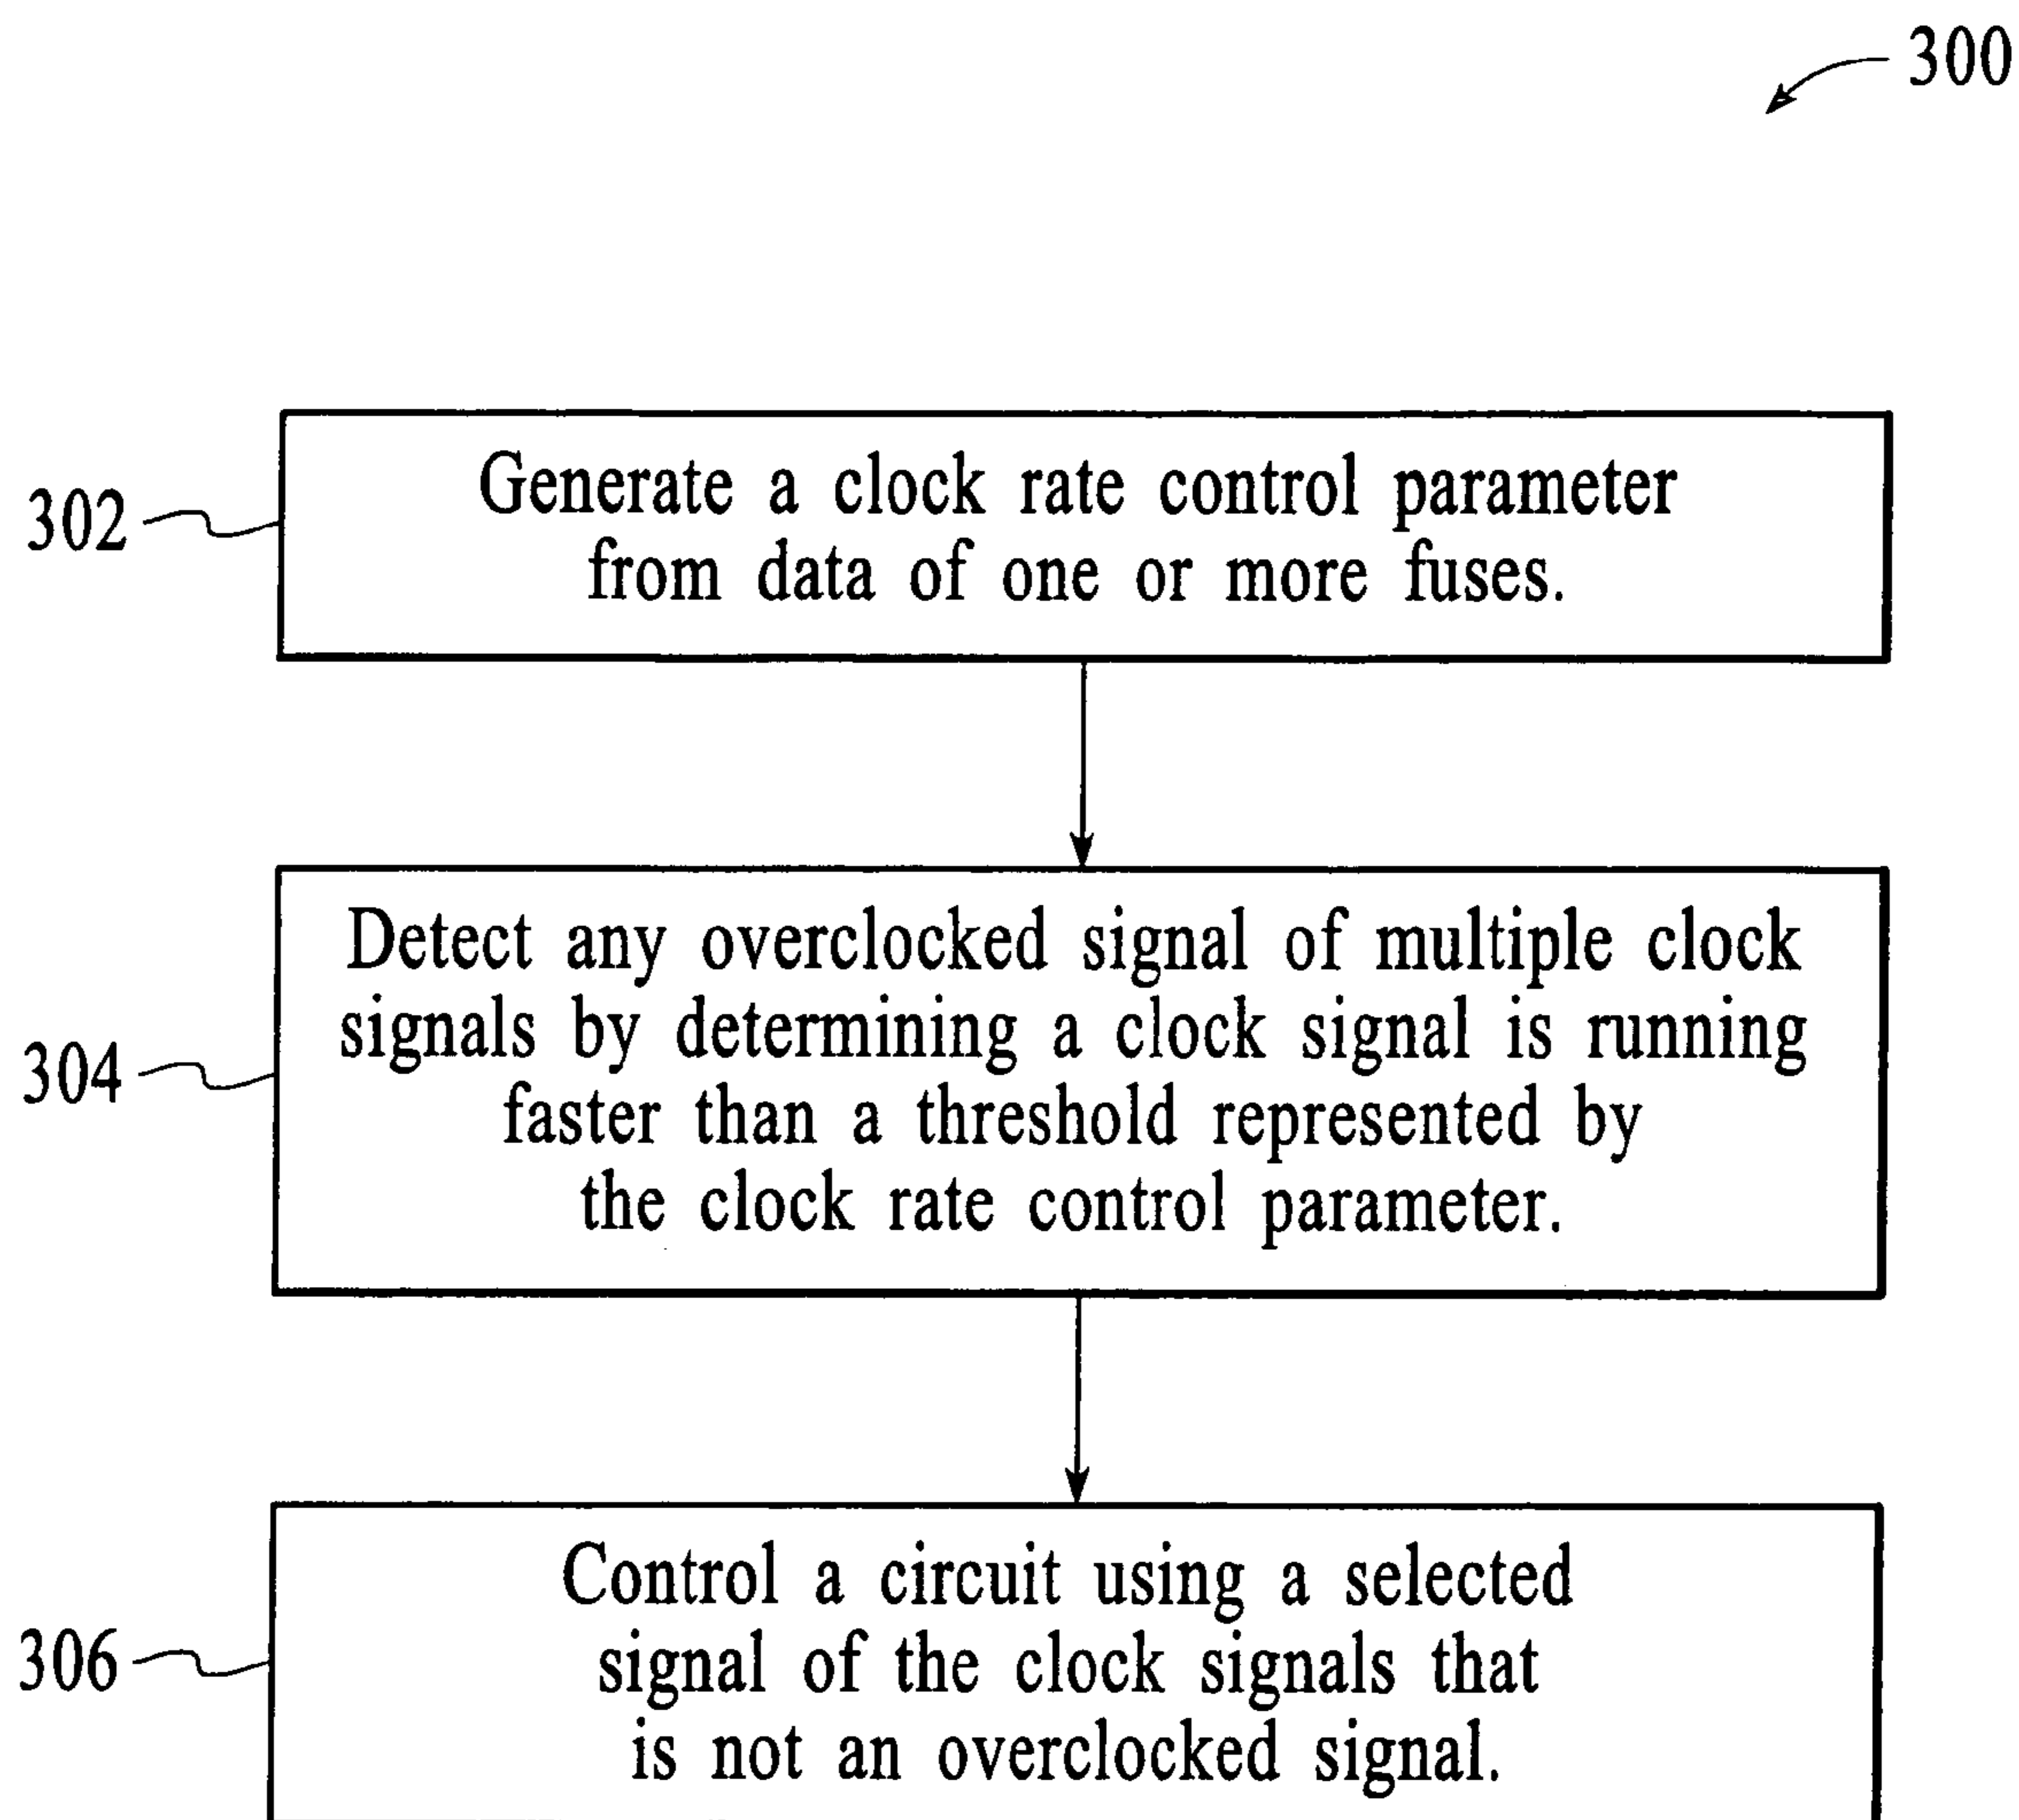 300
302
Generate a clock rate control parameter
from data of one or more fuses.
304
Detect any overclocked signal of multiple clock
signals by determining a clock signal is running
faster than a threshold represented by
the clock rate control parameter.
306
Control a circuit using a selected
signal of the clock signals that
is not an overclocked signal.